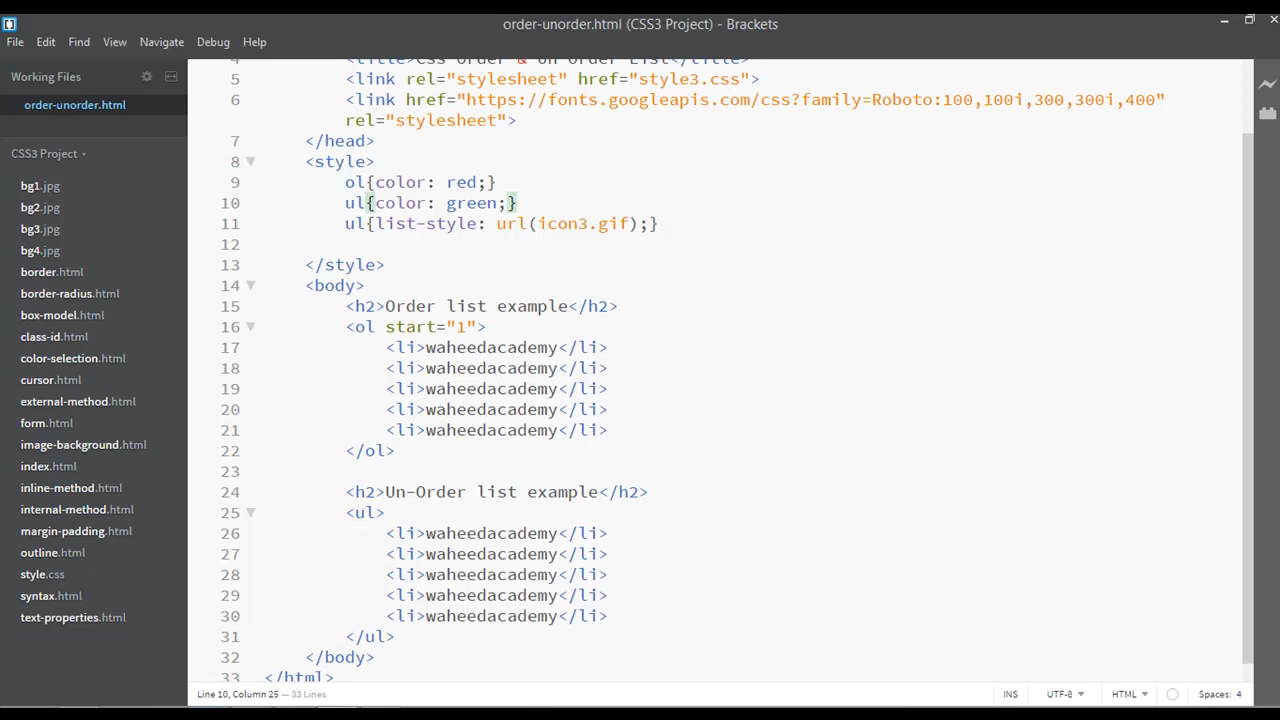 order-unorder.html (CSS3 Project) - Brackets
File Edit Find View Navigate Debug Help
Working Files
order-unorder.html
CSS3 Project
bg1.jpg
bg2.jpg
bg3.jpg
bg4.jpg
border.html
border-radius.html
box-model.html
class-id.html
color-selection.html
cursor.html
external-method.html
form.html
image-background.html
index.html
inline-method.html
internal-method.html
margin-padding.html
outline.html
style.css
syntax.html
text-properties.html
4 <title>Css Order & Un Order List</title>
5 <link rel="stylesheet" href="style3.css">
6 <link href="https://fonts.googleapis.com/css?family=Roboto:100,100i,300,300i,400"
rel="stylesheet">
7 </head>
8 <style>
9 ol{color: red;}
10 ul{color: green;}
11 ul{list-style: url(icon3.gif);}
12
13 </style>
14 <body>
15 <h2>Order list example</h2>
16 <ol start="1">
17 <li>waheedacademy</li>
18 <li>waheedacademy</li>
19 <li>waheedacademy</li>
20 <li>waheedacademy</li>
21 <li>waheedacademy</li>
22 </ol>
23
24 <h2>Un-Order list example</h2>
25 <ul>
26 <li>waheedacademy</li>
27 <li>waheedacademy</li>
28 <li>waheedacademy</li>
29 <li>waheedacademy</li>
30 <li>waheedacademy</li>
31 </ul>
32 </body>
33 </html>
Line 10, Column 25 — 33 Lines INS UTF-8 HTML Spaces: 4